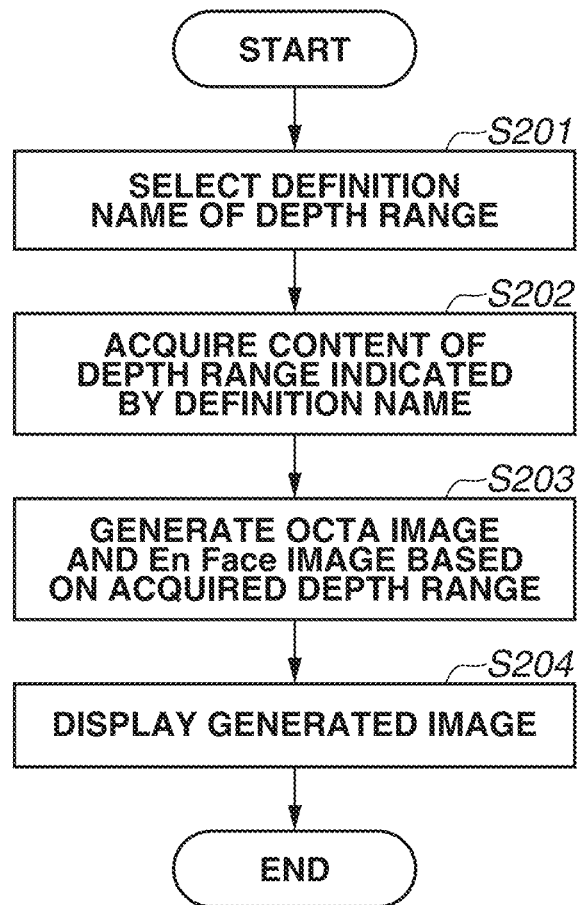 START
S201
SELECT DEFINITION
NAME OF DEPTH RANGE
S202
ACQUIRE CONTENT OF
DEPTH RANGE INDICATED
BY DEFINITION NAME
S203
GENERATE OCTA IMAGE
AND En Face IMAGE BASED
ON ACQUIRED DEPTH RANGE
S204
DISPLAY GENERATED IMAGE
END